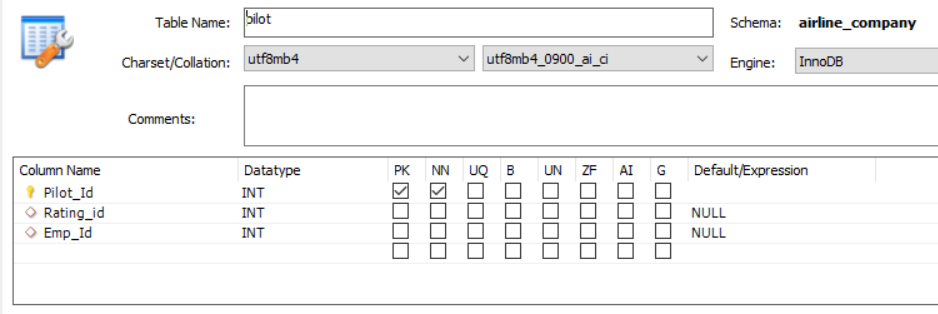 Table Name: pilot Schema: airline_company
Charset/Collation: utf8mb4 utf8mb4_0900_ai_ci Engine: InnoDB
Comments:
Column Name Datatype PK NN UQ B UN ZF AI G Default/Expression
Pilot_Id INT
Rating_id INT NULL
Emp_Id INT NULL